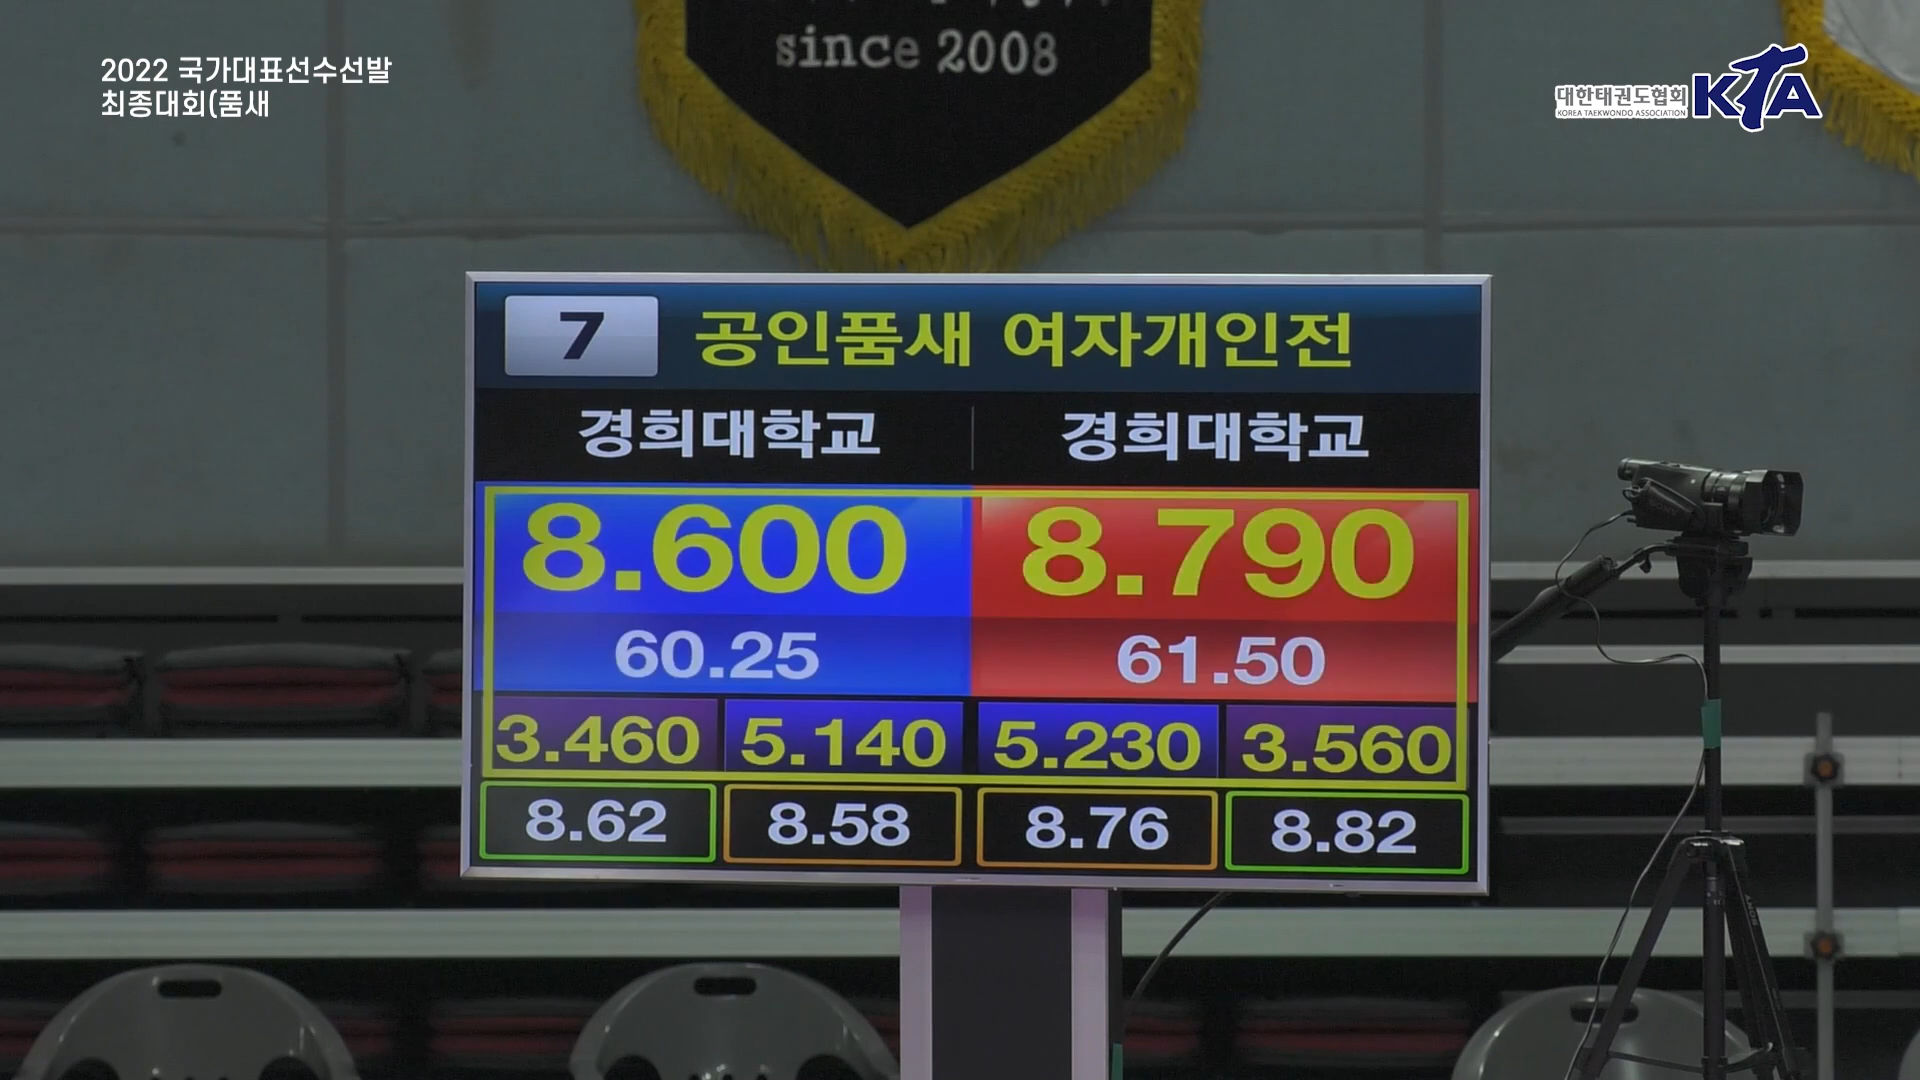 since 2008
2022 국가대표선수선발
최종대회(품새
대한태권도협회
KOREA TAEKWONDO ASSOCIATION
KTA
7 공인품새 여자개인전
경희대학교 경희대학교
8.600 8.790
60.25 61.50
3.460 5.140 5.230 3.560
8.62 8.58 8.76 8.82
SONY